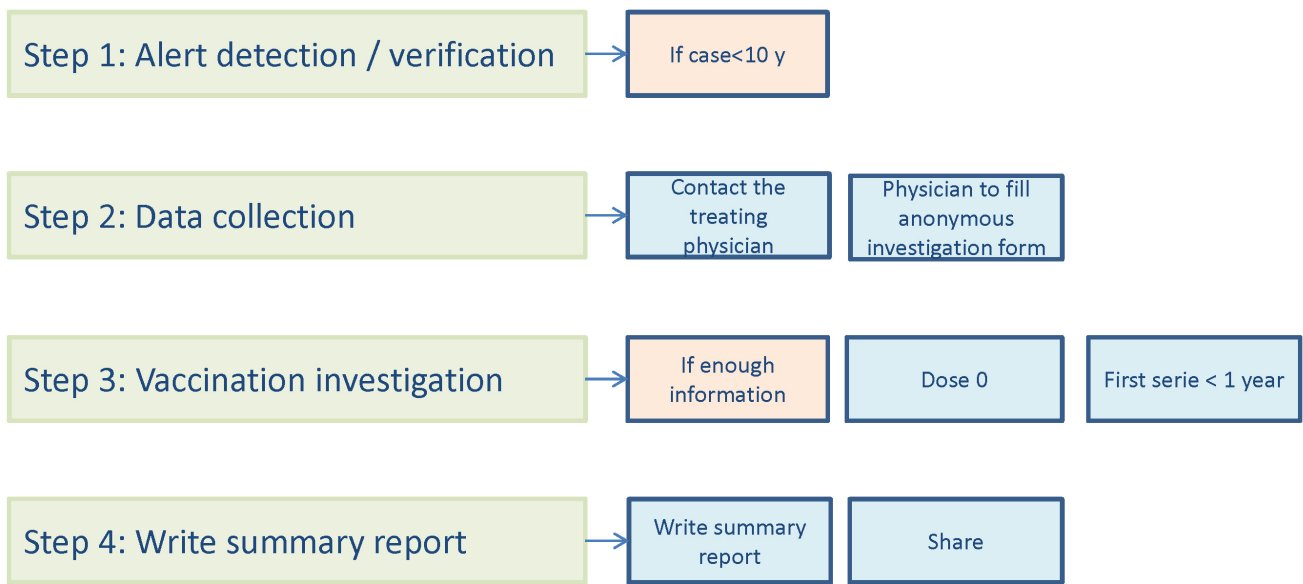 Step 1: Alert detection / verification
If case<10 y
Step 2: Data collection
Contact the
treating
physician
Physician to fill
anonymous
investigation form
Step 3: Vaccination investigation
If enough
information
Dose 0
First serie < 1 year
Step 4: Write summary report
Write summary
report
Share